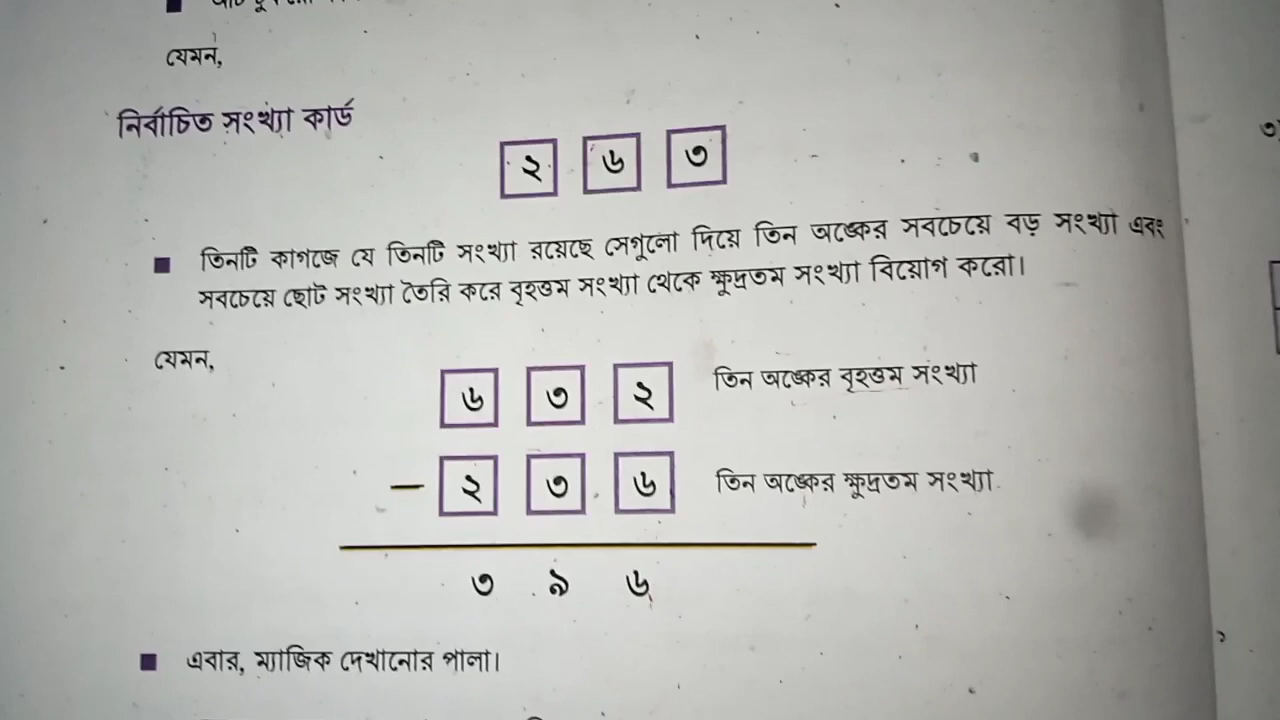 যেমন,
নির্বাচিত সংখ্যা কার্ড
২ ৬ ৩
■ তিনটি কাগজে যে তিনটি সংখ্যা রয়েছে সেগুলো দিয়ে তিন অঙ্কের সবচেয়ে বড় সংখ্যা এবং
সবচেয়ে ছোট সংখ্যা তৈরি করে বৃহত্তম সংখ্যা থেকে ক্ষুদ্রতম সংখ্যা বিয়োগ করো।
যেমন,
৬ ৩ ২ তিন অঙ্কের বৃহত্তম সংখ্যা
− ২ ৩ ৬ তিন অঙ্কের ক্ষুদ্রতম সংখ্যা
৩ ৯ ৬
■ এবার, ম্যাজিক দেখানোর পালা।